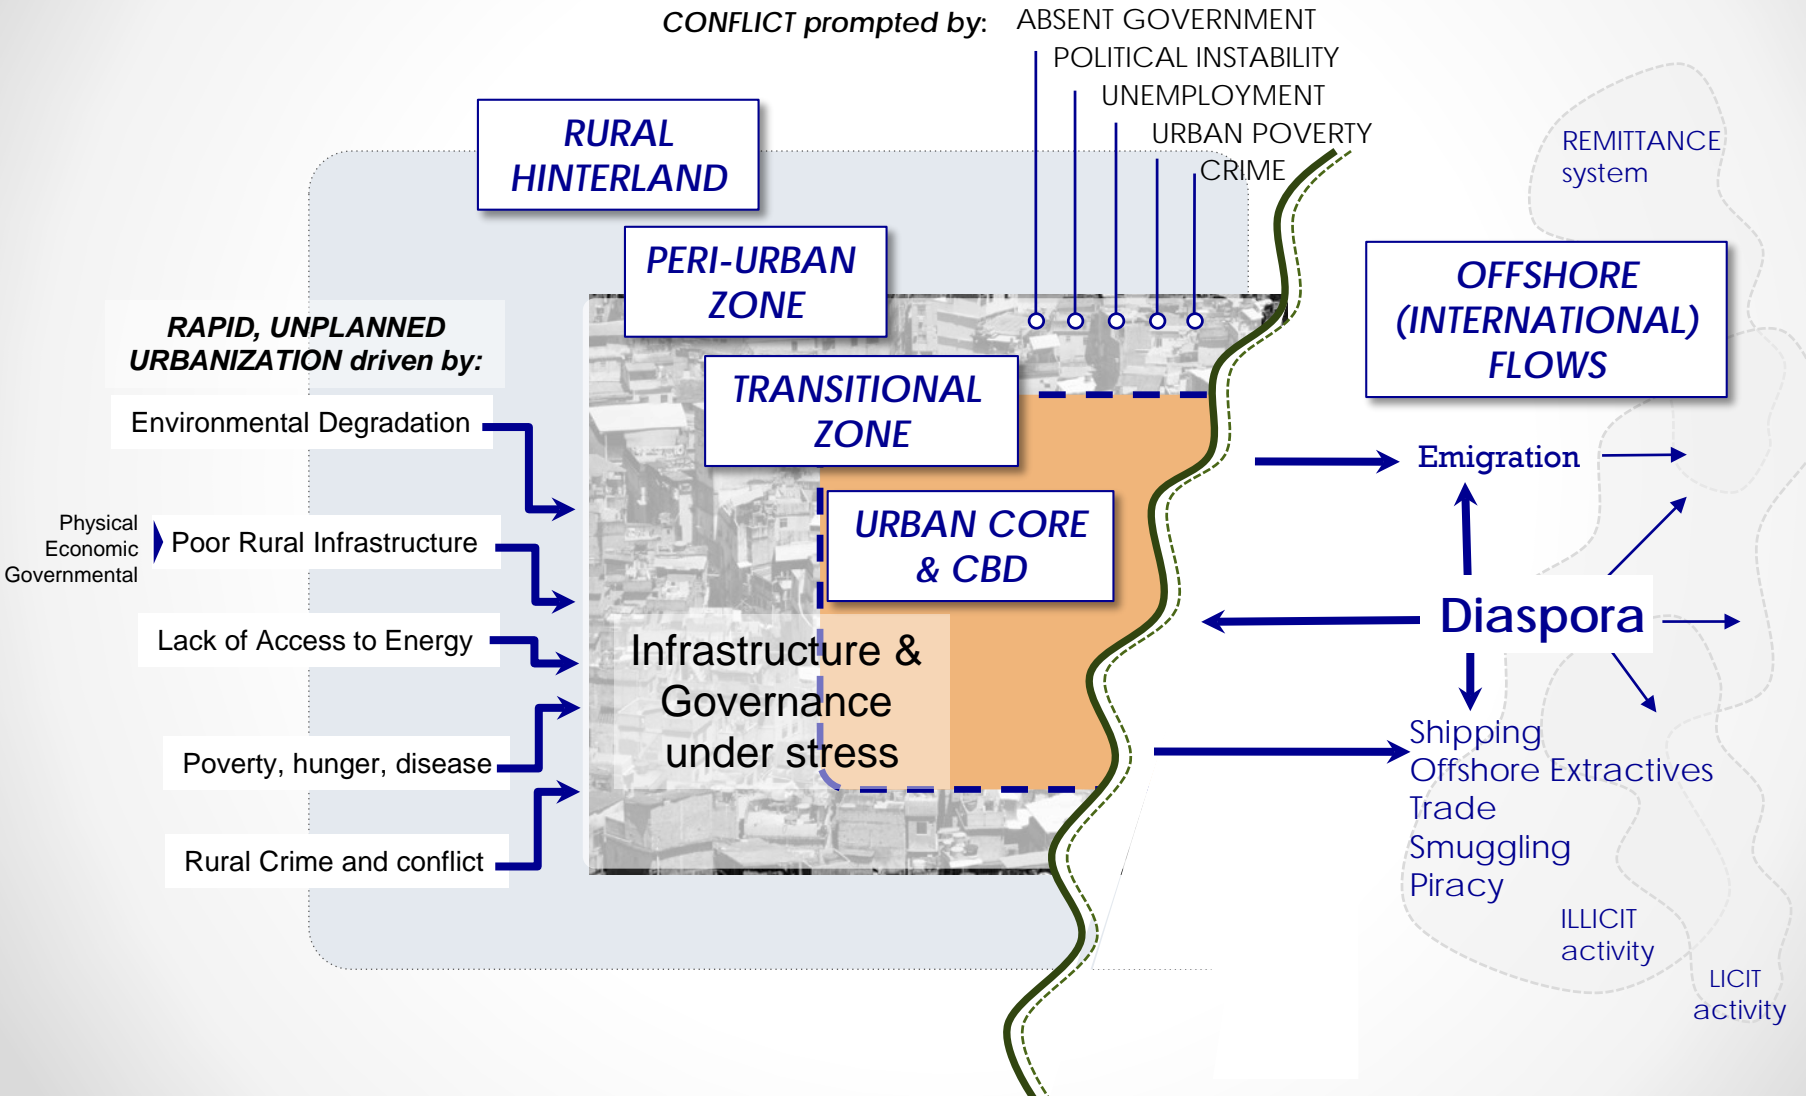 CONFLICT prompted by:
ABSENT GOVERNMENT
POLITICAL INSTABILITY
UNEMPLOYMENT
URBAN POVERTY
CRIME
RURAL
HINTERLAND
PERI-URBAN
ZONE
TRANSITIONAL
ZONE
URBAN CORE
& CBD
Infrastructure &
Governance
under stress
RAPID, UNPLANNED
URBANIZATION driven by:
Environmental Degradation
Physical
Economic
Governmental
Poor Rural Infrastructure
Lack of Access to Energy
Poverty, hunger, disease
Rural Crime and conflict
REMITTANCE
system
OFFSHORE
(INTERNATIONAL)
FLOWS
Emigration
Diaspora
Shipping
Offshore Extractives
Trade
Smuggling
Piracy
ILLICIT
activity
LICIT
activity